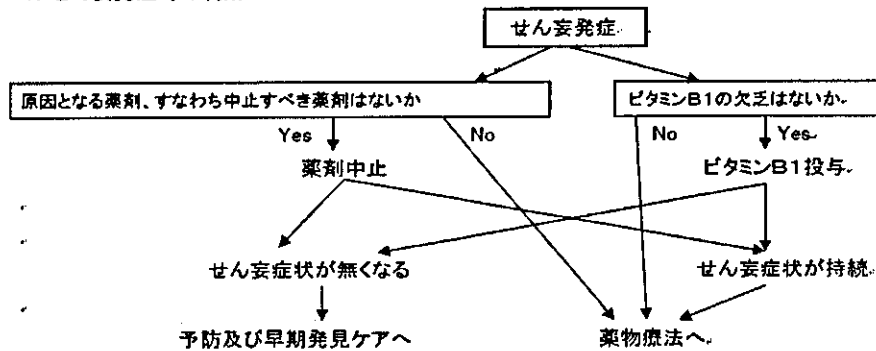 せん妄発症
原因となる薬剤、すなわち中止すべき薬剤はないか
ビタミンB1の欠乏はないか
Yes
No
No
Yes
薬剤中止
ビタミンB1投与
せん妄症状が無くなる
せん妄症状が持続
予防及び早期発見ケアへ
薬物療法へ